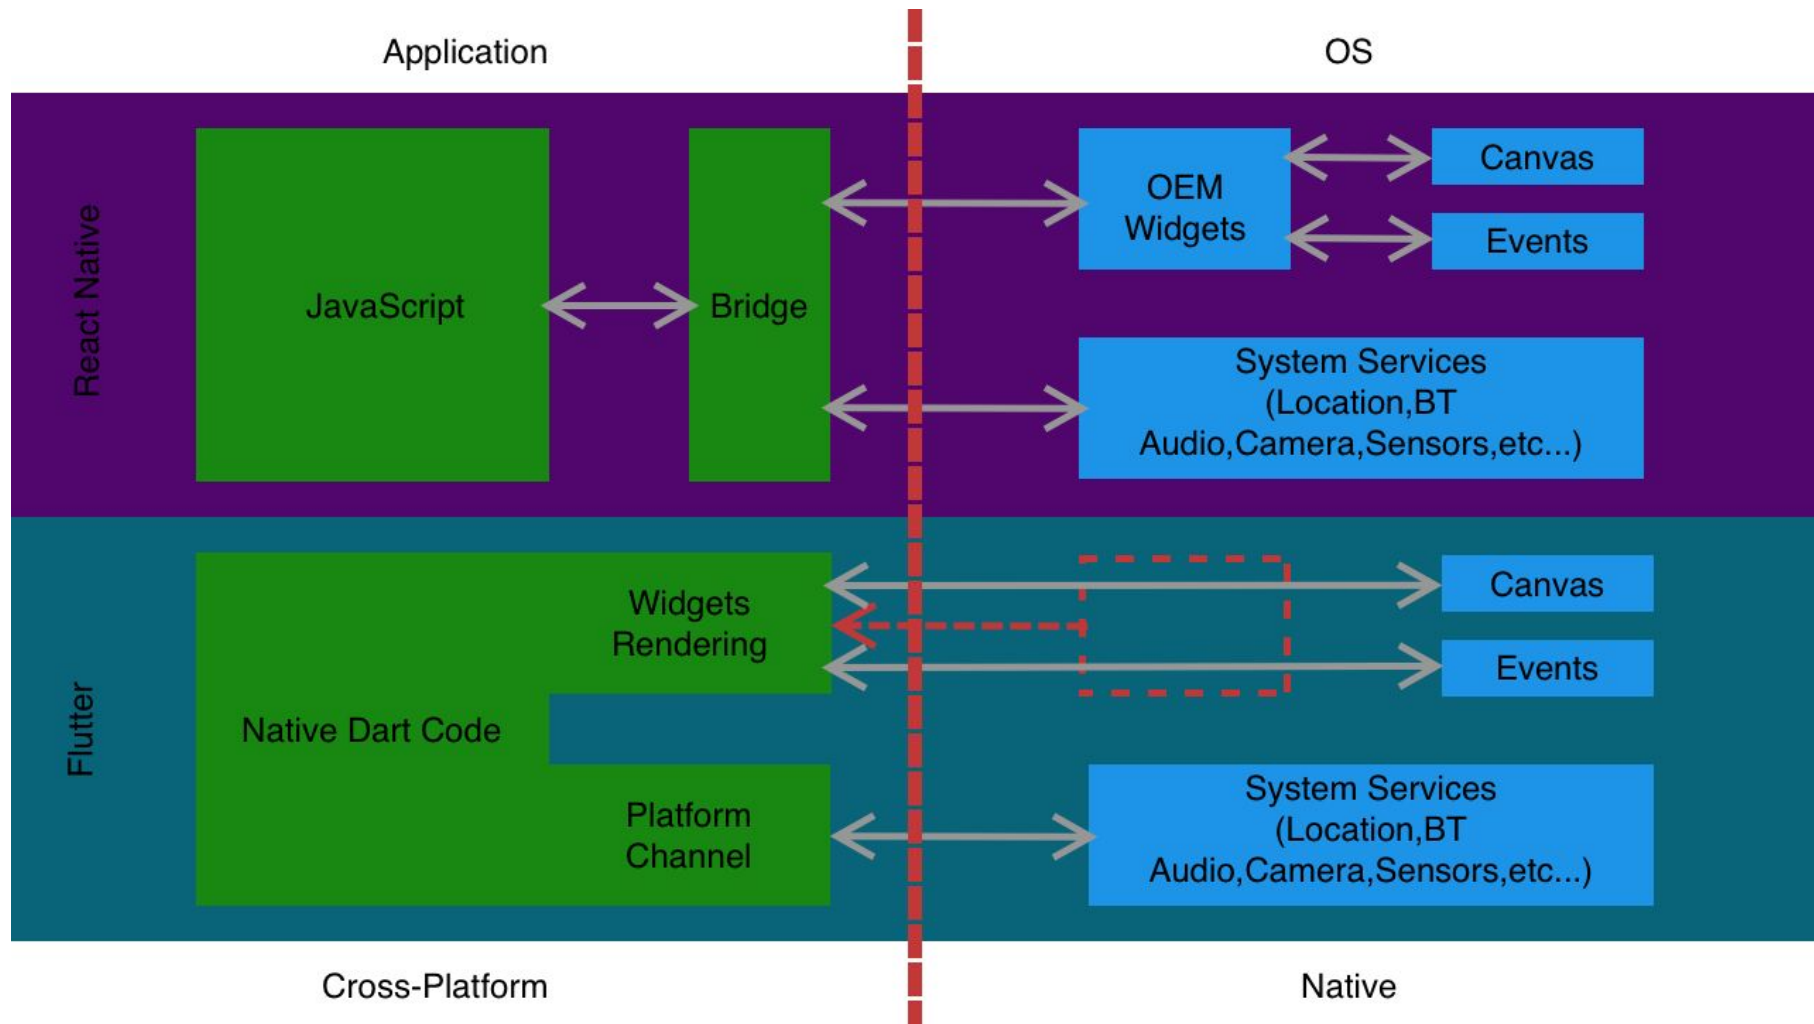 Application
OS
React Native
JavaScript
Bridge
OEM
Widgets
Canvas
Events
System Services
(Location,BT
Audio,Camera,Sensors,etc...)
Flutter
Native Dart Code
Widgets
Rendering
Platform
Channel
Canvas
Events
System Services
(Location,BT
Audio,Camera,Sensors,etc...)
Cross-Platform
Native